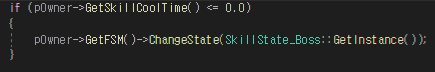 if (pOwner->GetSkillCoolTime() <= 0.0)
{
pOwner->GetFSM()->ChangeState(SkillState_Boss::GetInstance());
}